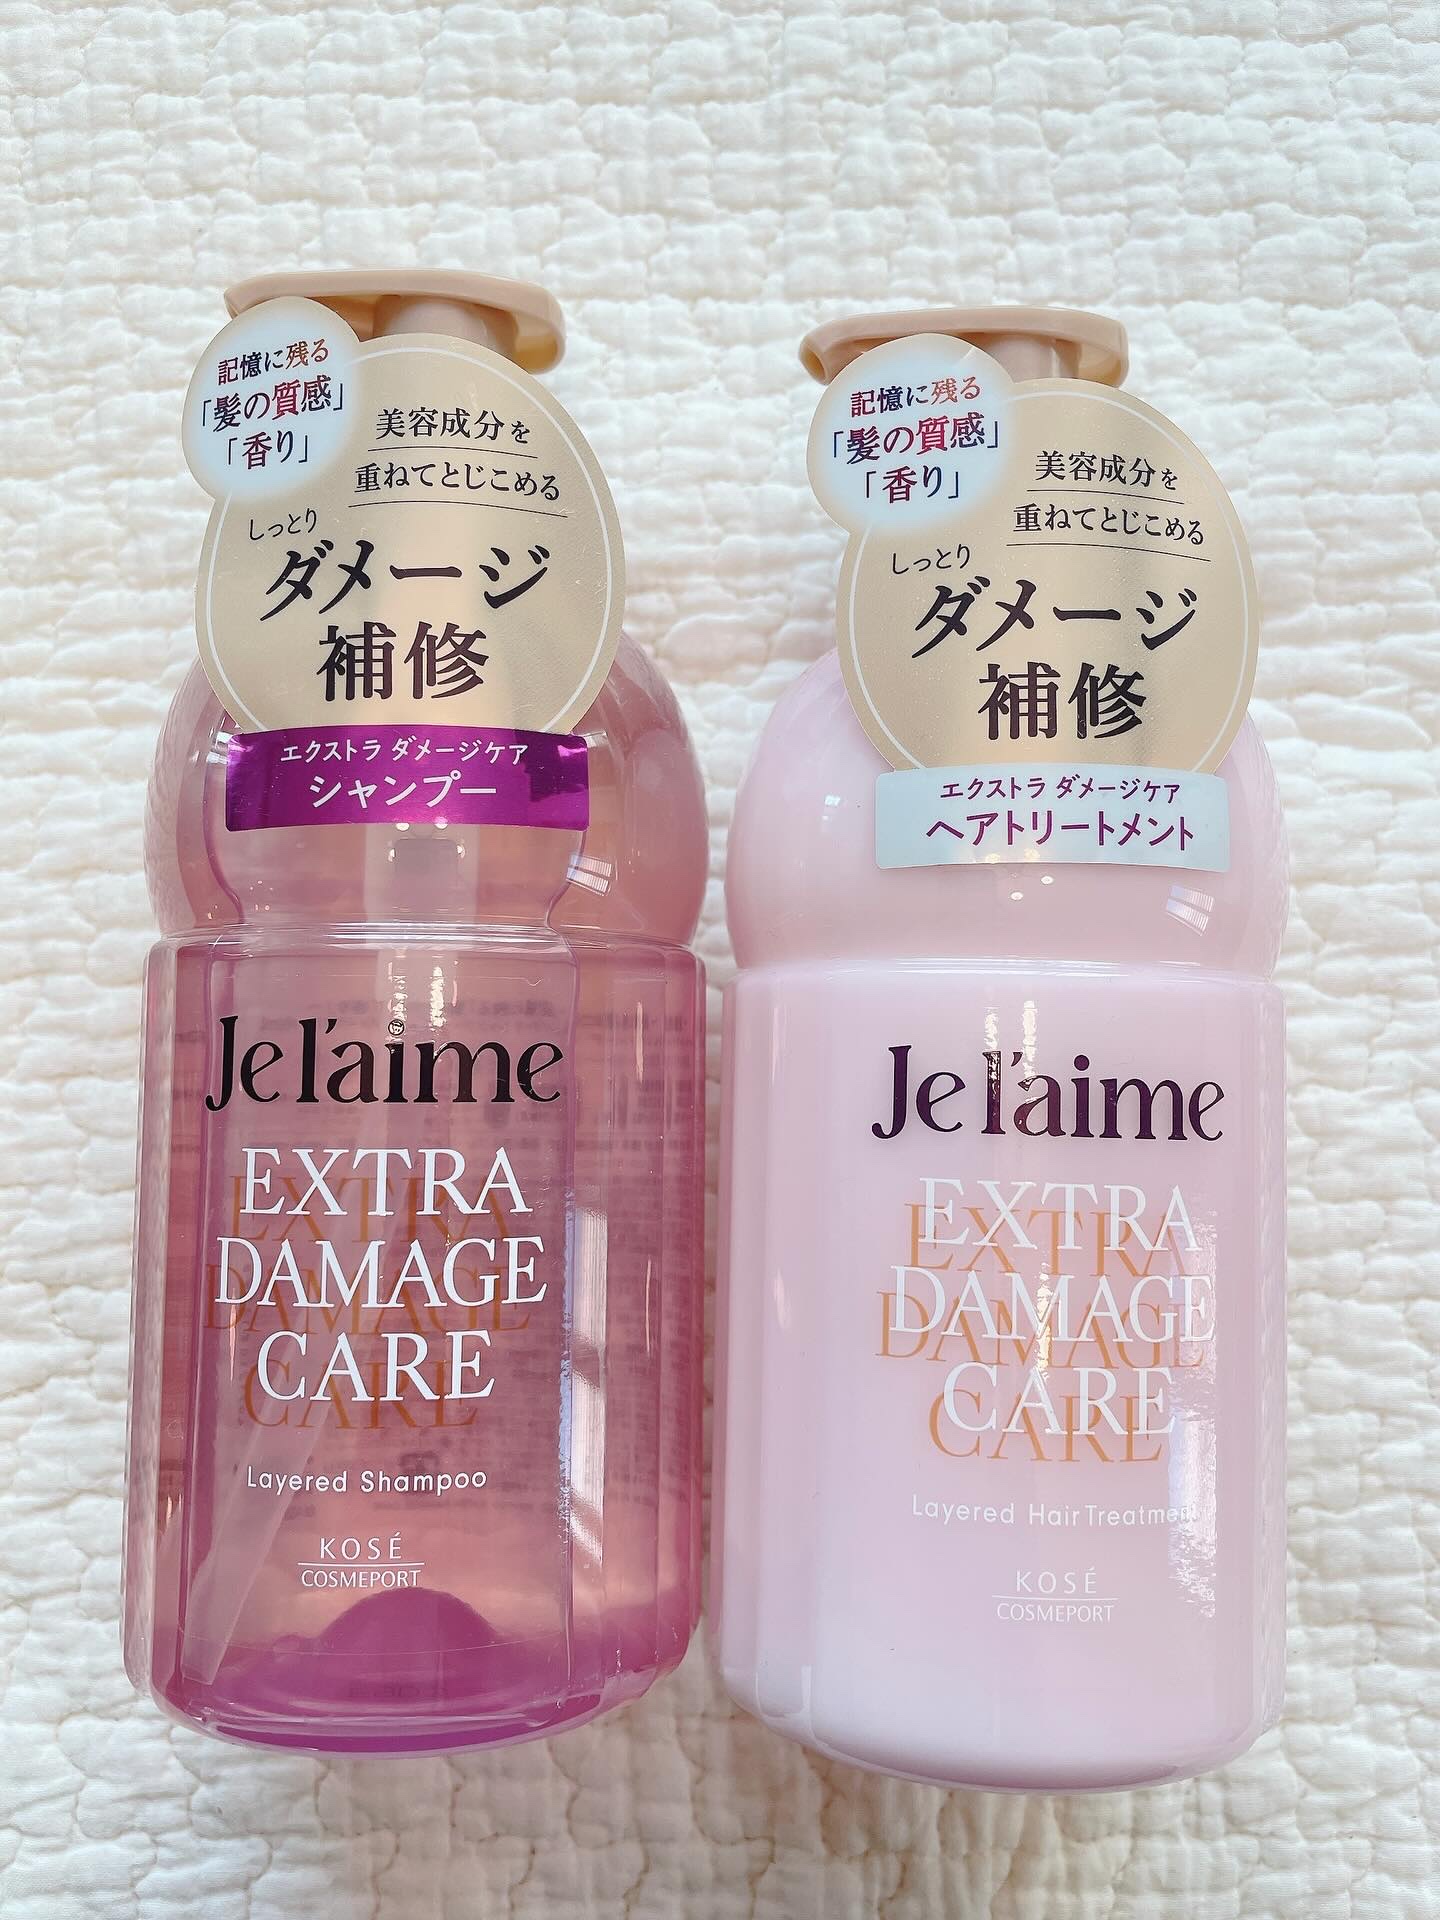 記憶に残る
「髪の質感」
「香り」
美容成分を
重ねてとじこめる
しっとり
ダメージ
補修
エクストラ ダメージケア
シャンプー
Je l'aime
EXTRA
DAMAGE
CARE
Layered Shampoo
KOSÉ
COSMEPORT
記憶に残る
「髪の質感」
「香り」
美容成分を
重ねてとじこめる
しっとり
ダメージ
補修
エクストラ ダメージケア
ヘアトリートメント
Je l'aime
EXTRA
DAMAGE
CARE
Layered Hair Treatment
KOSÉ
COSMEPORT